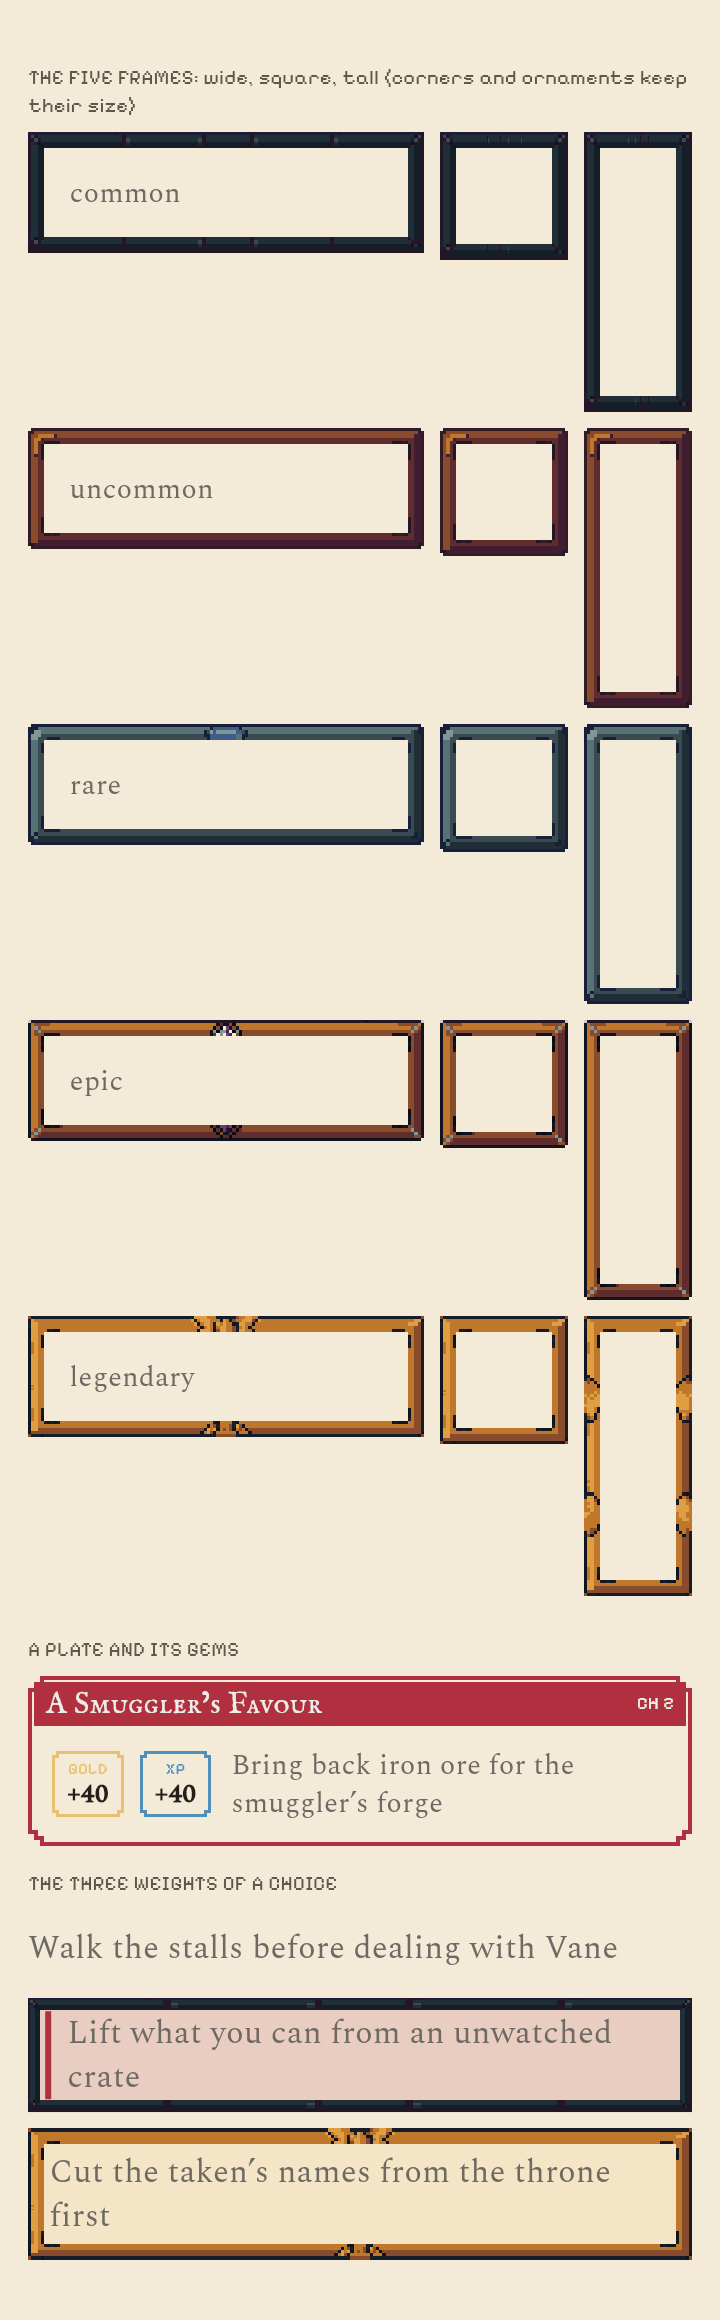 THE FIVE FRAMES: wide, square, tall (corners and ornaments keep
their size)
common
uncommon
rare
epic
legendary
A PLATE AND ITS GEMS
A Smuggler's Favour
CH 2
GOLD
+40
XP
+40
Bring back iron ore for the
smuggler's forge
THE THREE WEIGHTS OF A CHOICE
Walk the stalls before dealing with Vane
Lift what you can from an unwatched
crate
Cut the taken's names from the throne
first